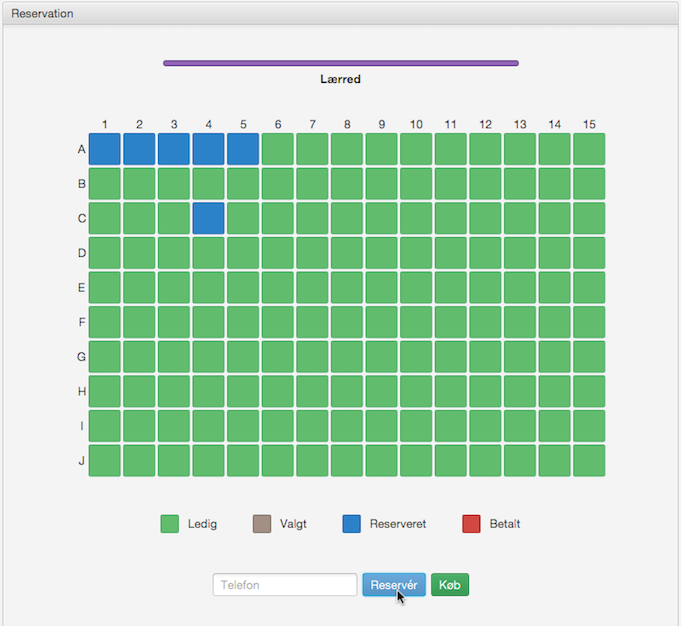 Reservation
Lærred
1 2 3 4 5 6 7 8 9 10 11 12 13 14 15
A
B
C
D
E
F
G
H
I
J
Ledig Valgt Reserveret Betalt
Telefon Reservér Køb